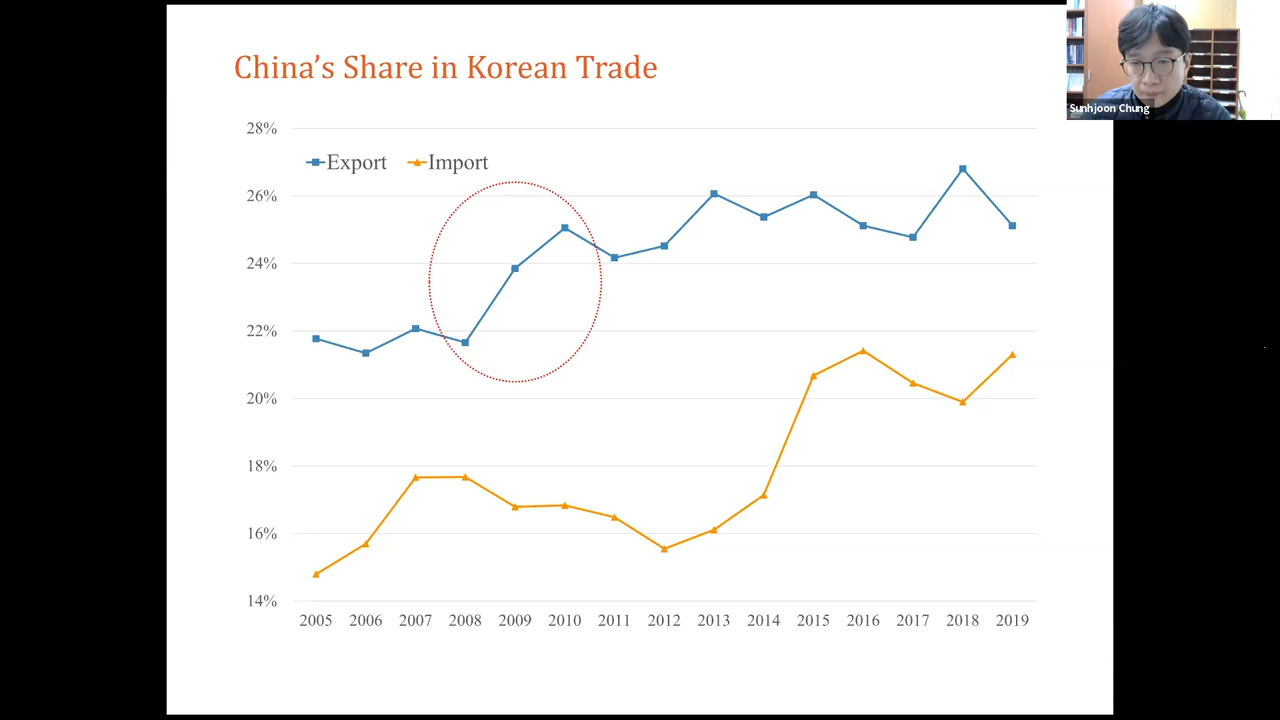 China's Share in Korean Trade
Sunhjoon Chung
28%
Export Import
26%
24%
22%
20%
18%
16%
14%
2005 2006 2007 2008 2009 2010 2011 2012 2013 2014 2015 2016 2017 2018 2019